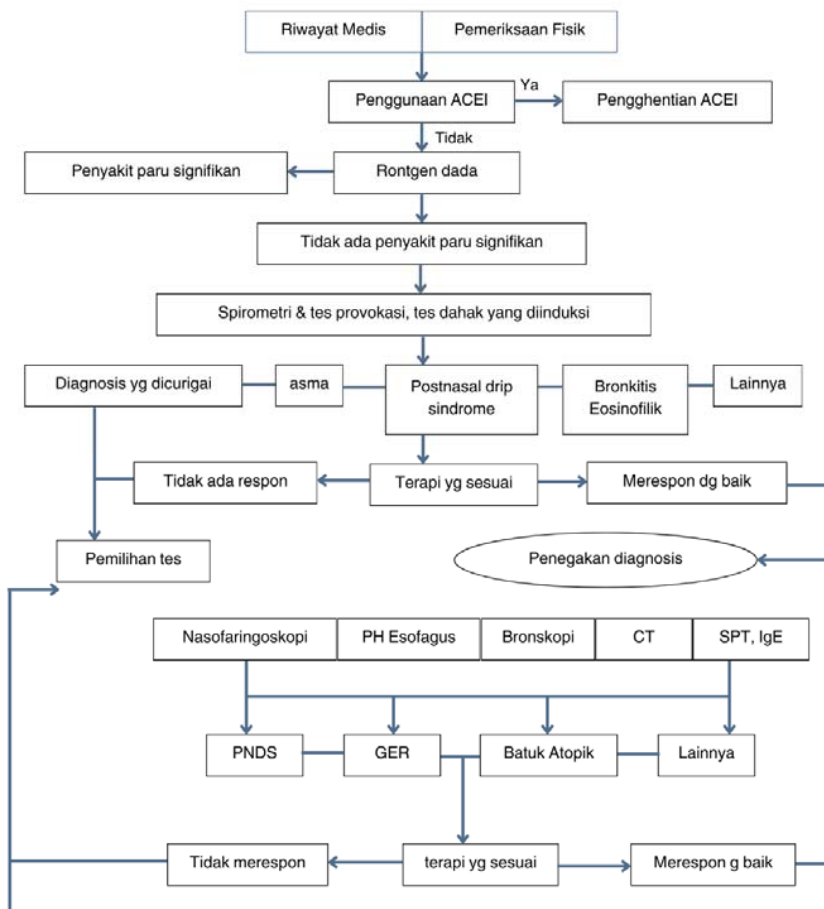 Riwayat Medis
Pemeriksaan Fisik
Penggunaan ACEI
Ya
Pengghentian ACEI
Tidak
Penyakit paru signifikan
Rontgen dada
Tidak ada penyakit paru signifikan
Spirometri & tes provokasi, tes dahak yang diinduksi
Diagnosis yg dicurigai
asma
Postnasal drip
sindrome
Bronkitis
Eosinofilik
Lainnya
Tidak ada respon
Terapi yg sesuai
Merespon dg baik
Pemilihan tes
Penegakan diagnosis
Nasofaringoskopi
PH Esofagus
Bronskopi
CT
SPT, IgE
PNDS
GER
Batuk Atopik
Lainnya
Tidak merespon
terapi yg sesuai
Merespon g baik